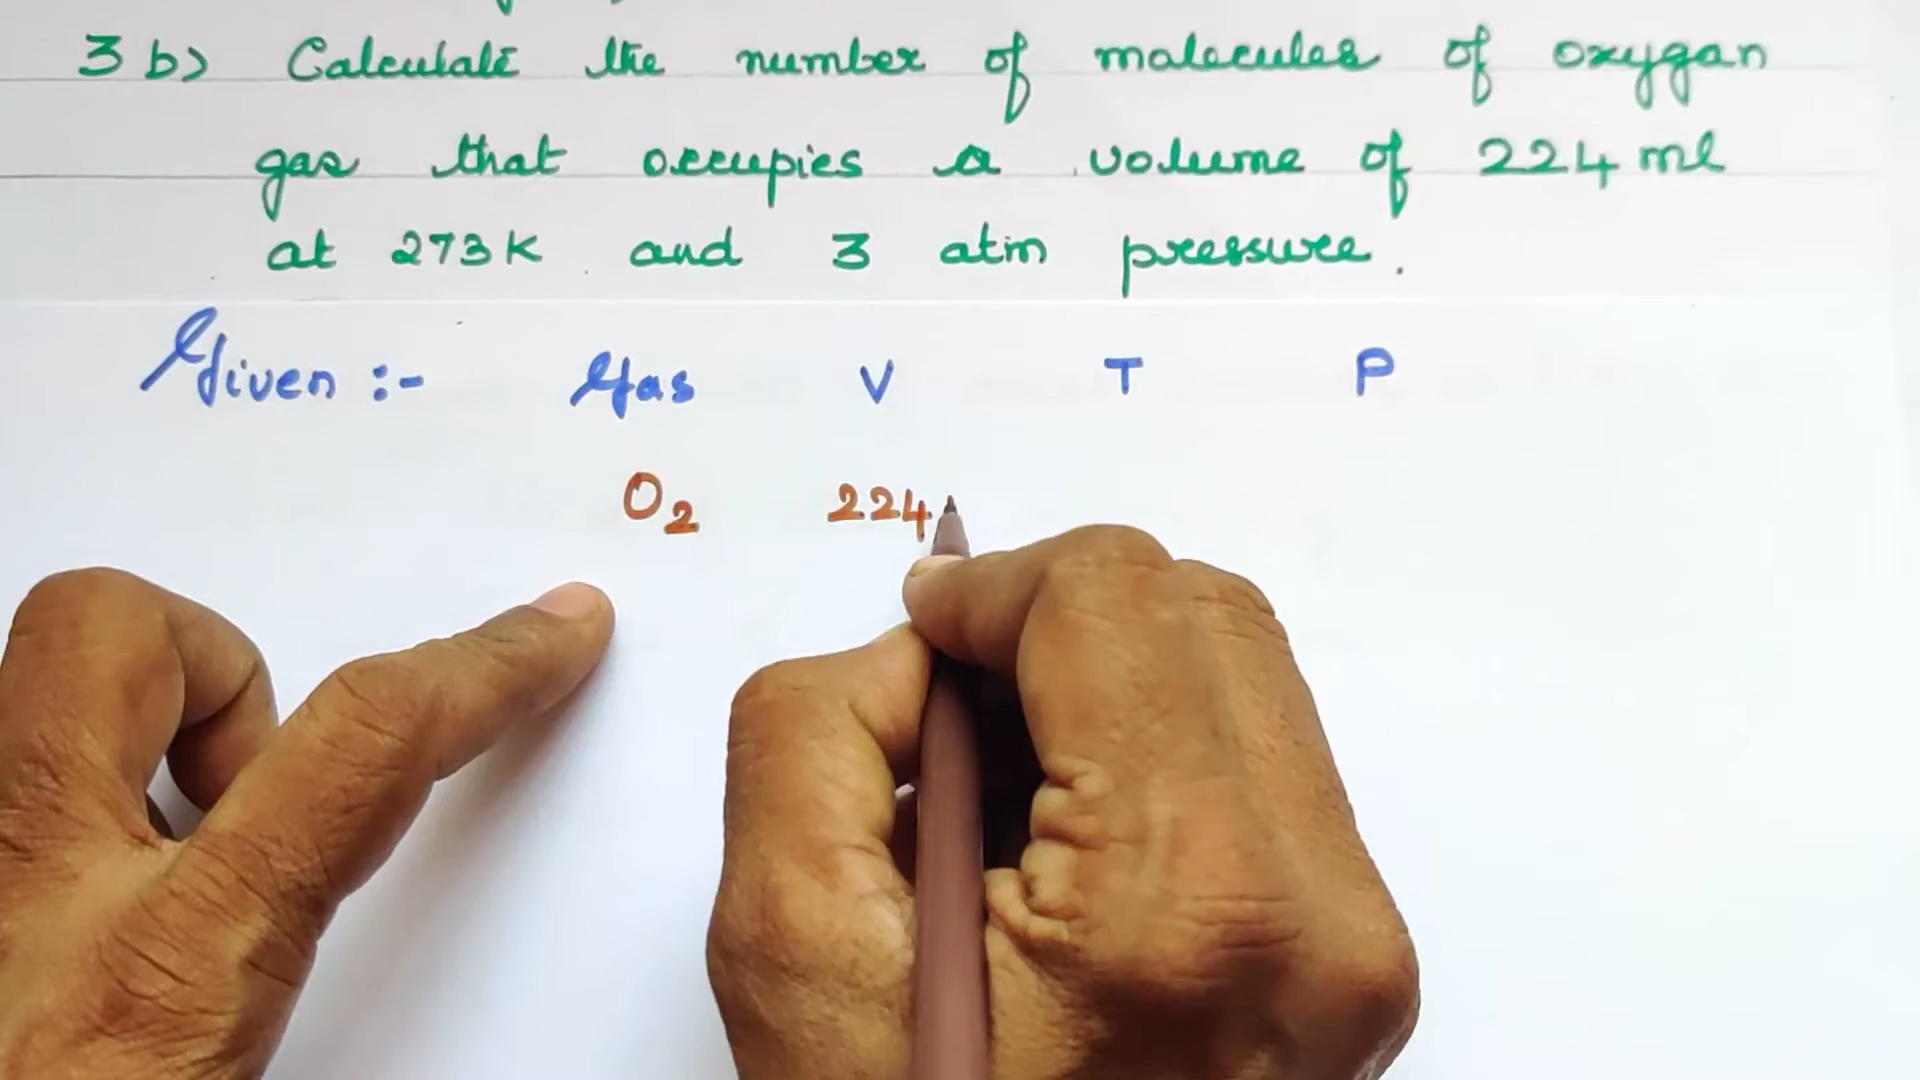 3 b) Calculate the number of molecules of oxygan
gas that occupies a volume of 224 ml
at 273 K and 3 atm pressure.
Given :- Gas V T P
O2 224